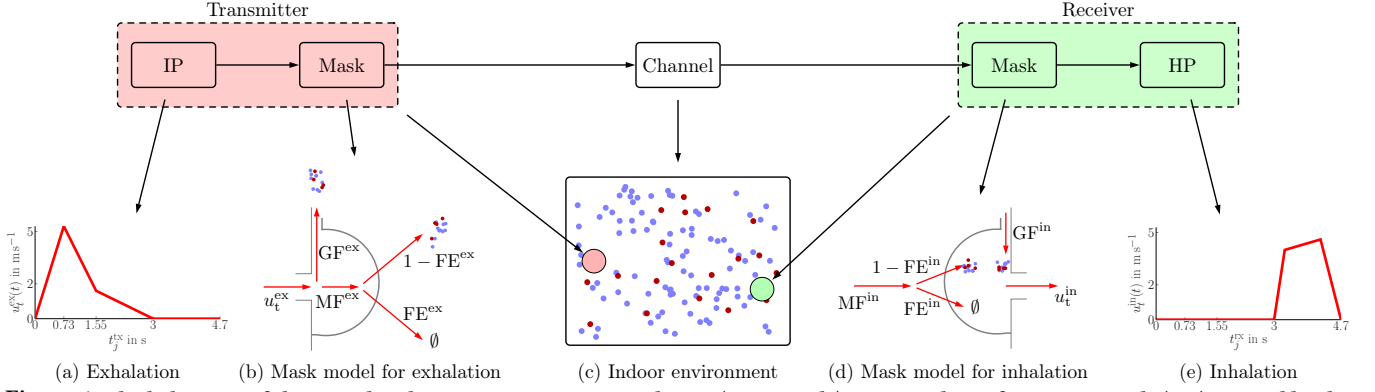 Transmitter
Receiver
IP
Mask
Channel
Mask
HP
GF^ex
1 − FE^ex
MF^ex
FE^ex
u_t^ex
∅
GF^in
1 − FE^in
MF^in
FE^in
u_t^in
∅
u_t^ex(t) in m s^−1
5
2
0
0 0.73 1.55 3 4.7
t_j^tx in s
u_t^in(t) in m s^−1
5
2
0
0 0.73 1.55 3 4.7
t_j^rx in s
(a) Exhalation
(b) Mask model for exhalation
(c) Indoor environment
(d) Mask model for inhalation
(e) Inhalation